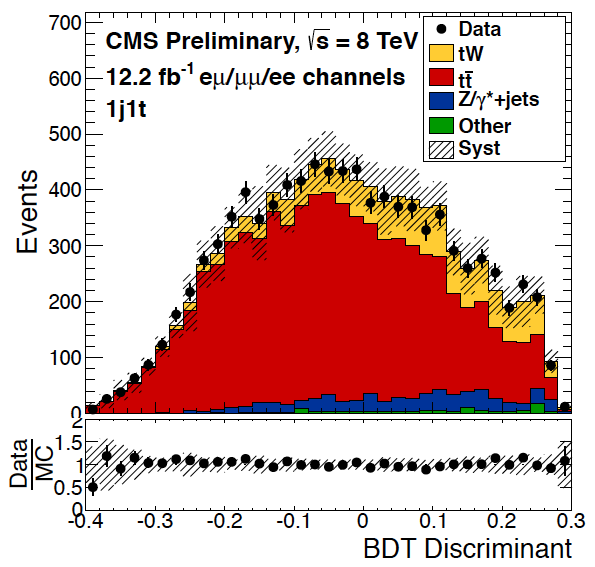 CMS Preliminary, √s = 8 TeV
12.2 fb⁻¹ eμ/μμ/ee channels
1j1t
Data
tW
tt̄
Z/γ*+jets
Other
Syst
Events
700
600
500
400
300
200
100
0
Data/MC
2
1.5
1
0.5
0
-0.4 -0.3 -0.2 -0.1 0 0.1 0.2 0.3
BDT Discriminant